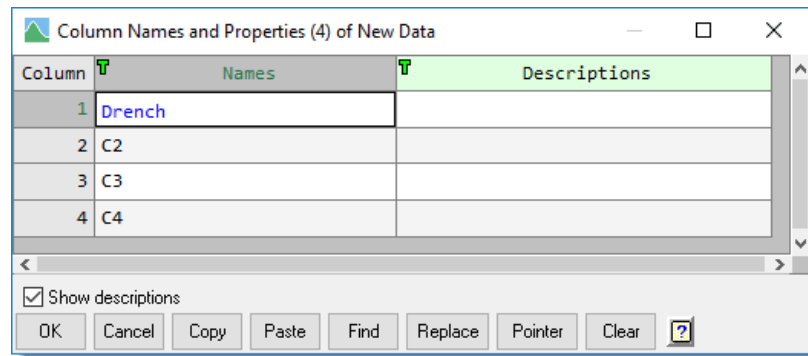 Column Names and Properties (4) of New Data
Column T Names T Descriptions
1 Drench
2 C2
3 C3
4 C4
Show descriptions
OK Cancel Copy Paste Find Replace Pointer Clear ?